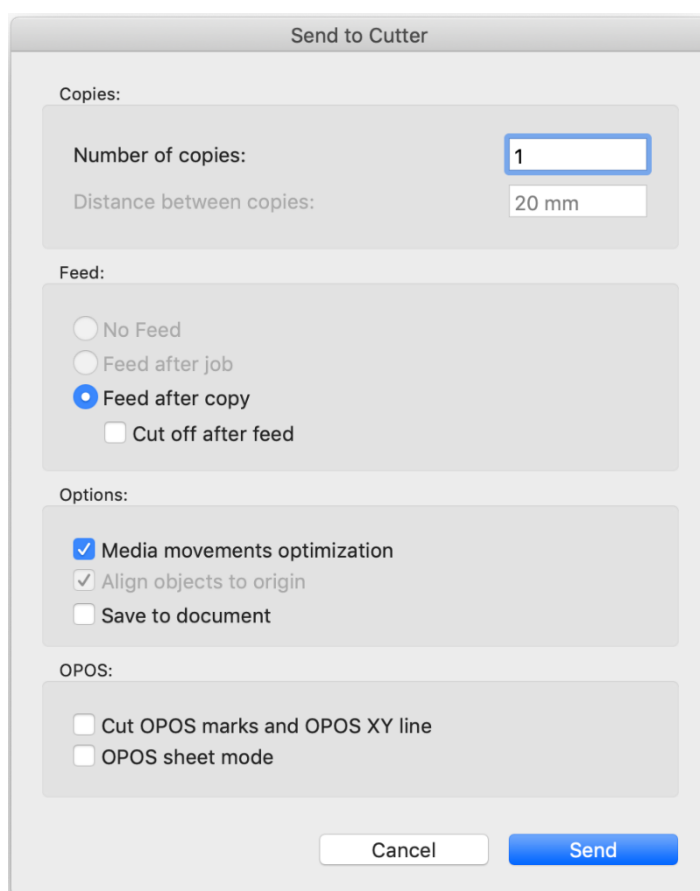 Send to Cutter
Copies:
Number of copies: 1
Distance between copies: 20 mm
Feed:
No Feed
Feed after job
Feed after copy
Cut off after feed
Options:
Media movements optimization
Align objects to origin
Save to document
OPOS:
Cut OPOS marks and OPOS XY line
OPOS sheet mode
Cancel Send